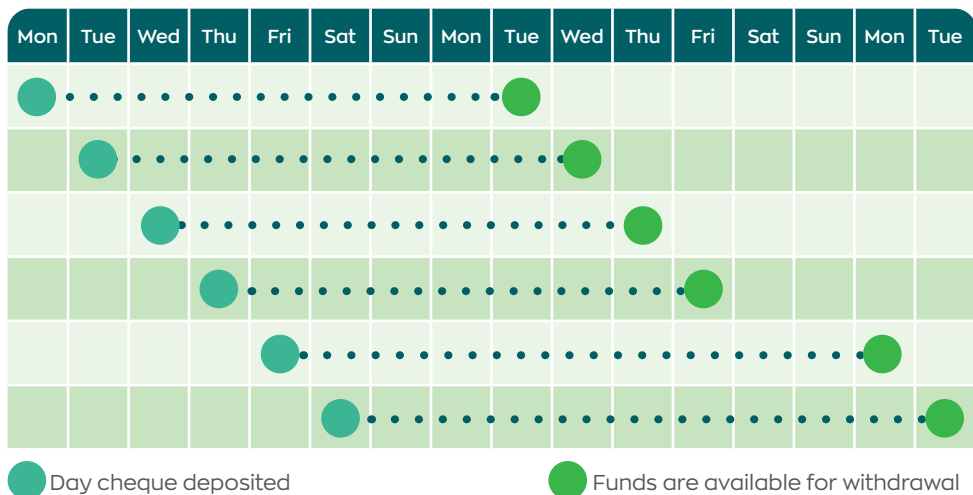 Mon Tue Wed Thu Fri Sat Sun Mon Tue Wed Thu Fri Sat Sun Mon Tue
Day cheque deposited Funds are available for withdrawal